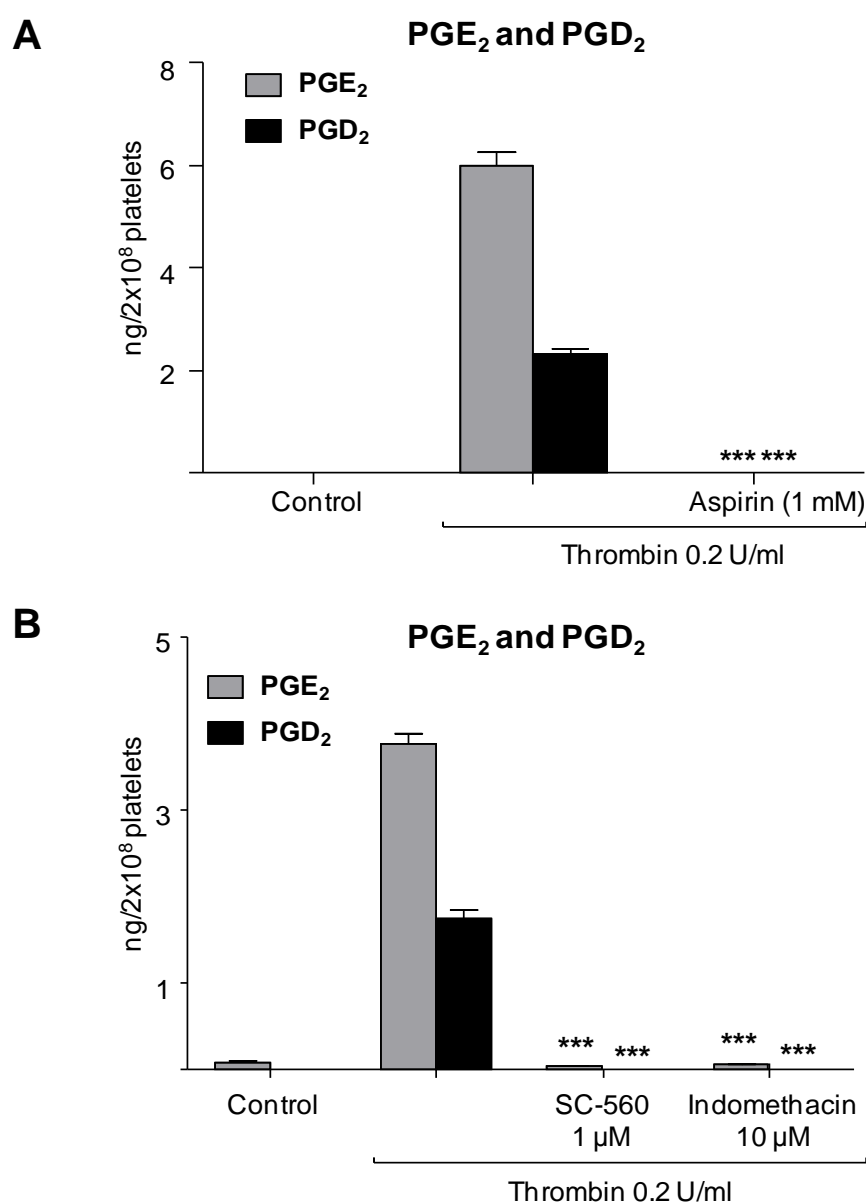 A
PGE₂ and PGD₂
8
PGE₂
PGD₂
6
4
2
ng/2x10⁸ platelets
*** ***
Control
Aspirin (1 mM)
Thrombin 0.2 U/ml
B
PGE₂ and PGD₂
5
PGE₂
PGD₂
3
1
ng/2x10⁸ platelets
*** *** *** ***
Control
SC-560
1 µM
Indomethacin
10 µM
Thrombin 0.2 U/ml